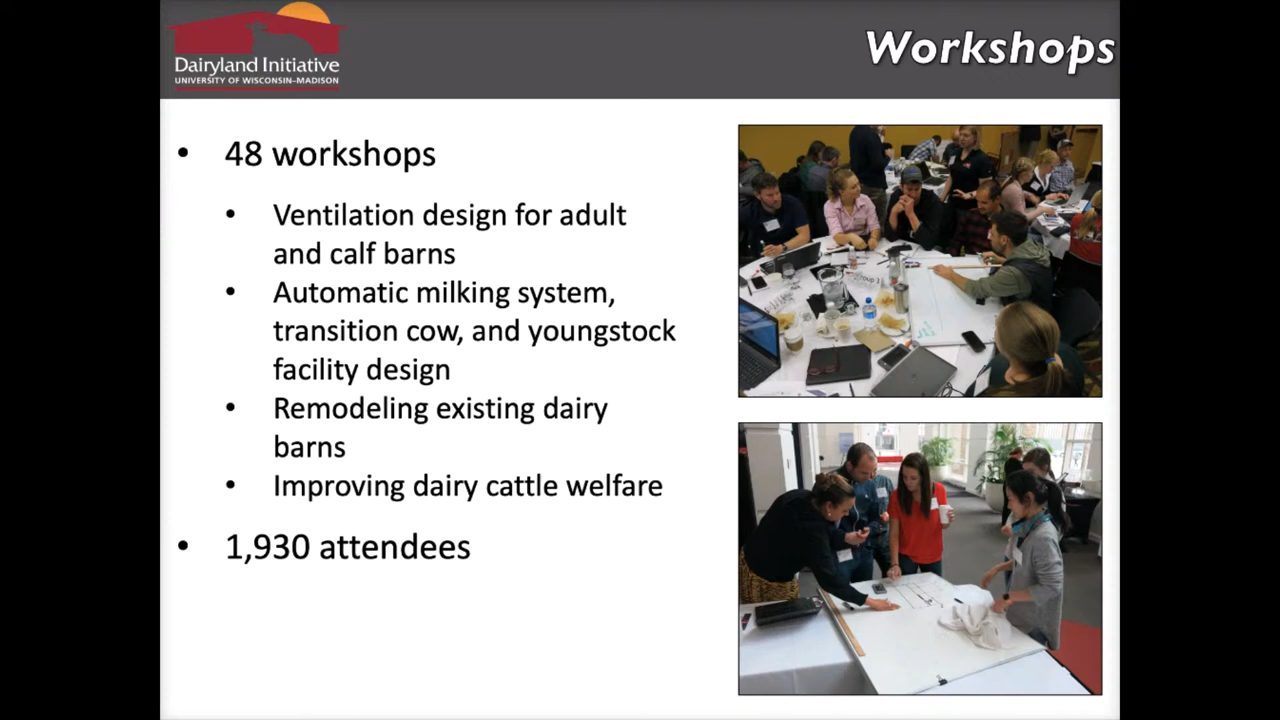 Dairyland Initiative
UNIVERSITY OF WISCONSIN–MADISON
Workshops
• 48 workshops
• Ventilation design for adult
and calf barns
• Automatic milking system,
transition cow, and youngstock
facility design
• Remodeling existing dairy
barns
• Improving dairy cattle welfare
• 1,930 attendees